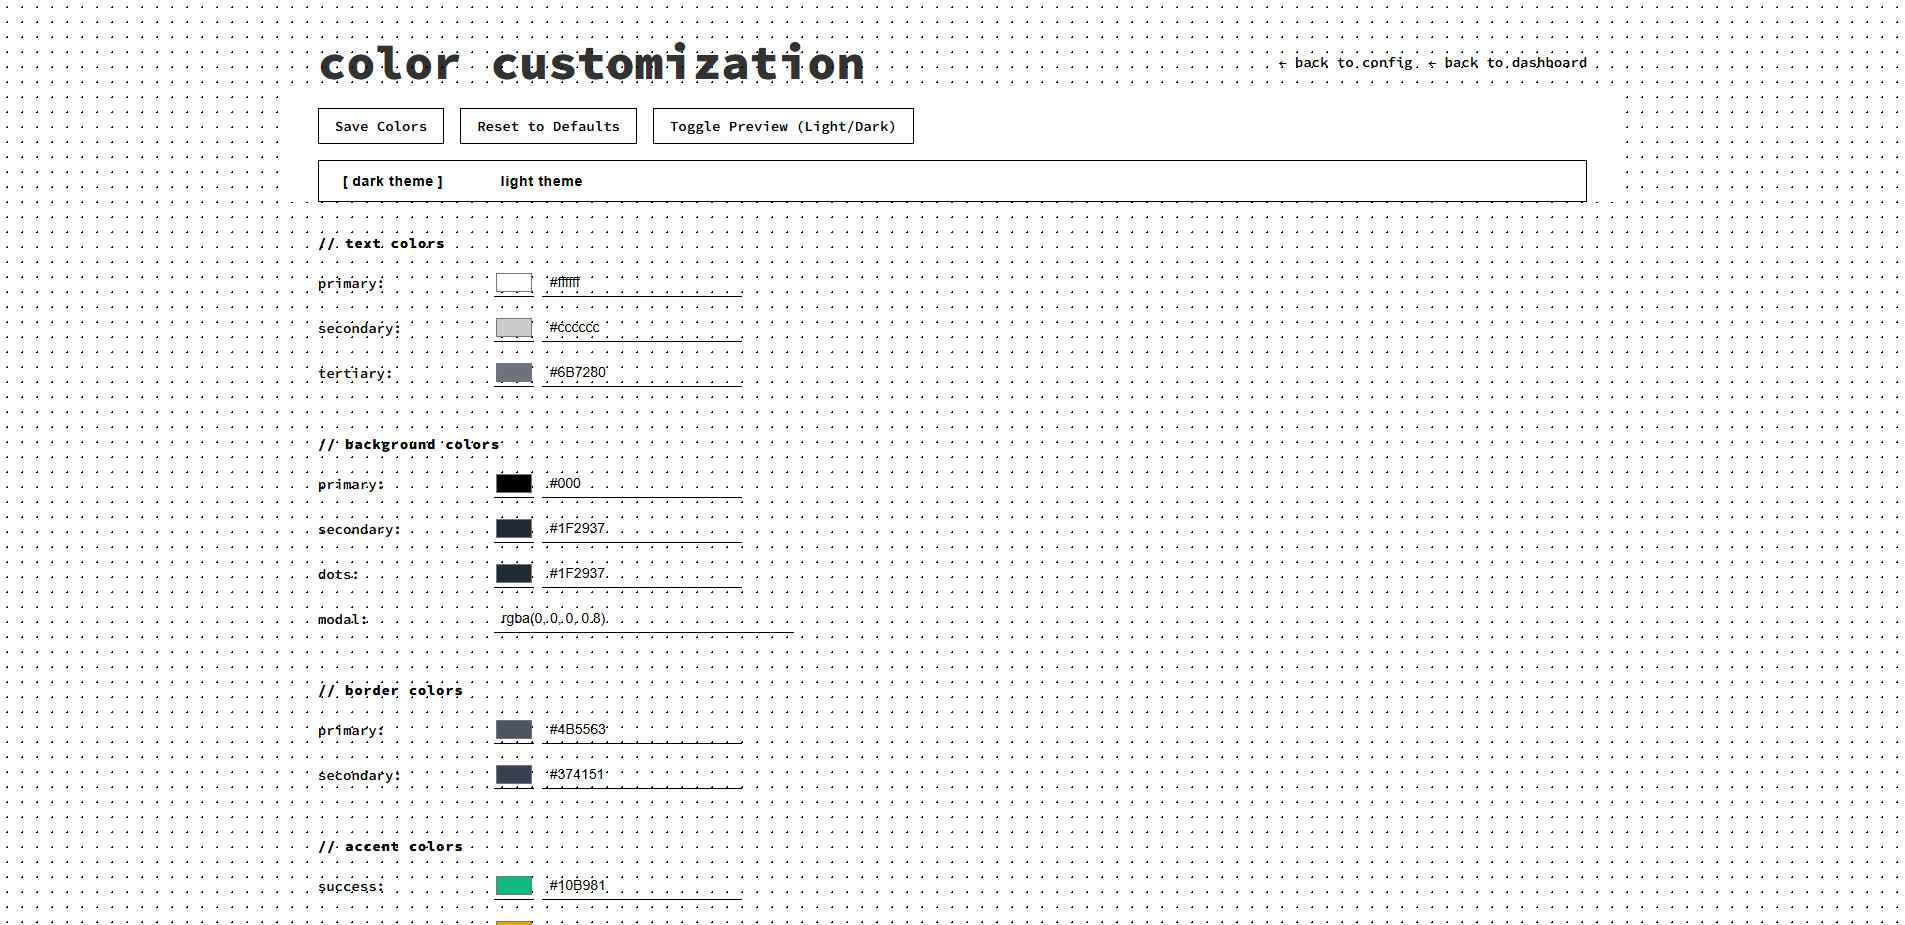 color customization
← back to config ← back to dashboard
Save Colors Reset to Defaults Toggle Preview (Light/Dark)
[ dark theme ] light theme
// text colors
primary: #ffffff
secondary: #cccccc
tertiary: #6B7280
// background colors
primary: #000
secondary: #1F2937
dots: #1F2937
modal: rgba(0, 0, 0, 0.8)
// border colors
primary: #4B5563
secondary: #374151
// accent colors
success: #10B981